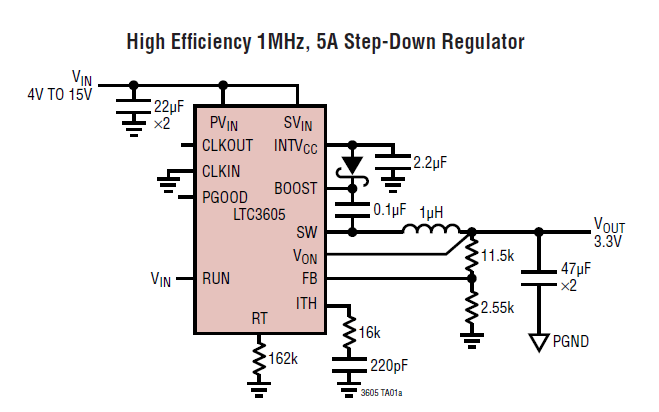 High Efficiency 1MHz, 5A Step-Down Regulator
VIN
4V TO 15V
22µF
×2
PVIN
SVIN
CLKOUT
INTVCC
CLKIN
2.2µF
BOOST
PGOOD
LTC3605
0.1µF
1µH
SW
VOUT
3.3V
VON
11.5k
VIN
RUN
FB
47µF
×2
ITH
2.55k
RT
16k
PGND
162k
220pF
3605 TA01a